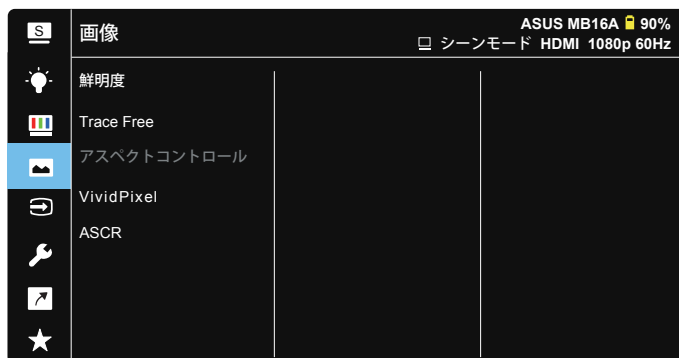 S
画像
ASUS MB16A 90%
シーンモード HDMI 1080p 60Hz
鮮明度
Trace Free
アスペクトコントロール
VividPixel
ASCR